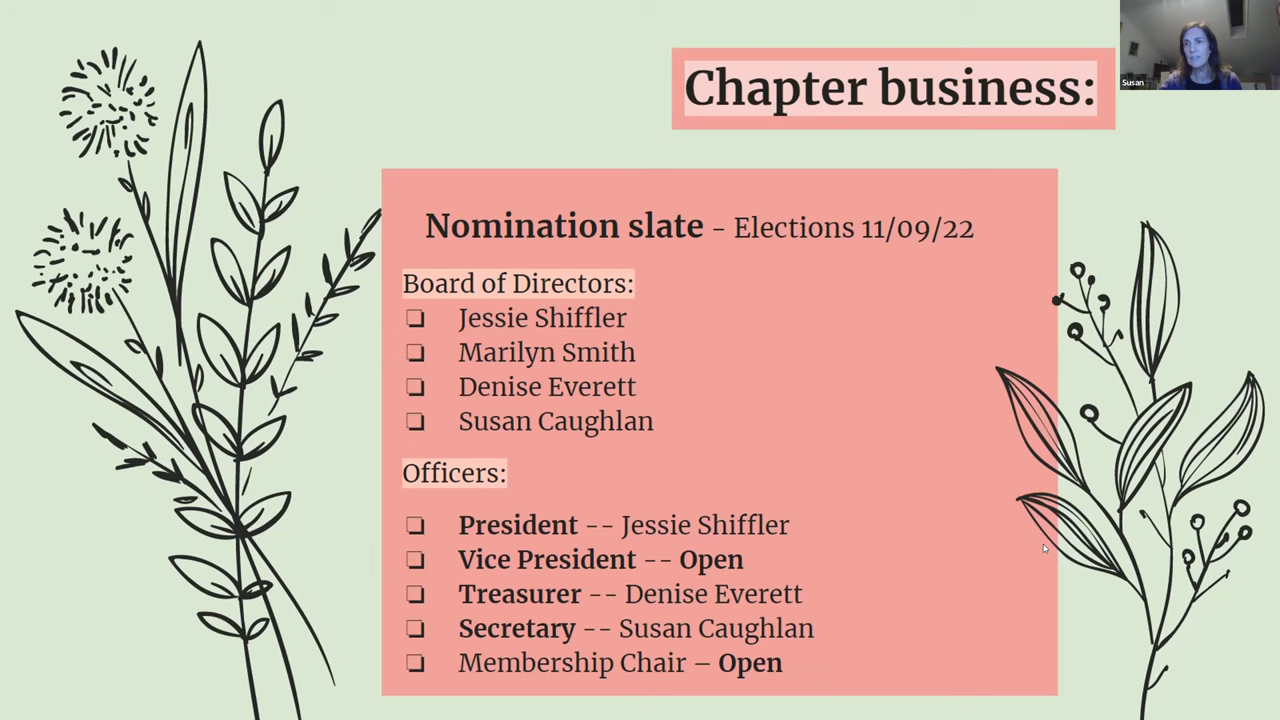 Chapter business:
Susan
Nomination slate - Elections 11/09/22
Board of Directors:
❏ Jessie Shiffler
❏ Marilyn Smith
❏ Denise Everett
❏ Susan Caughlan
Officers:
❏ President -- Jessie Shiffler
❏ Vice President -- Open
❏ Treasurer -- Denise Everett
❏ Secretary -- Susan Caughlan
❏ Membership Chair – Open